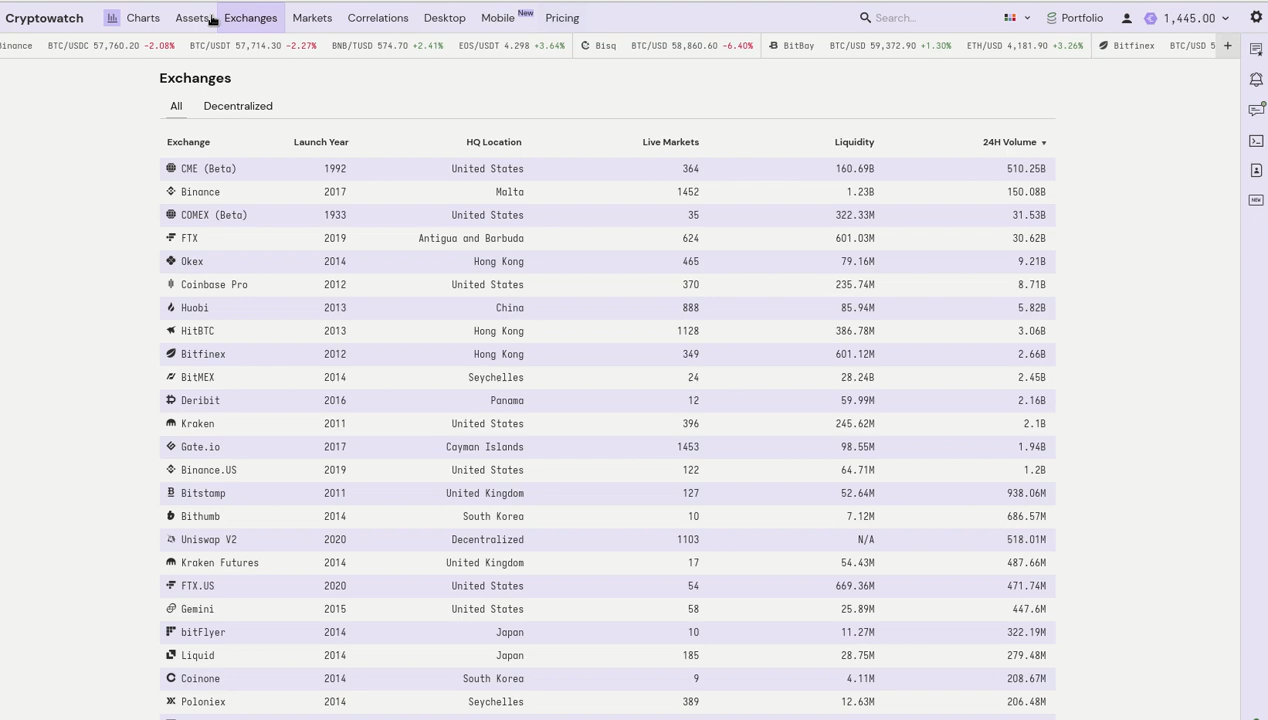 Cryptowatch Charts Assets Exchanges Markets Correlations Desktop Mobile New Pricing Search... Portfolio 1,445.00
inance BTC/USDC 57,760.20 -2.08% BTC/USDT 57,714.30 -2.27% BNB/USD 574.70 +2.41% EOS/USDT 4.298 +3.64% Bisq BTC/USD 58,860.60 -6.40% BitBay BTC/USD 59,372.90 +1.30% ETH/USD 4,181.90 +3.26% Bitfinex BTC/USD 5 +
Exchanges
All Decentralized
Exchange Launch Year HQ Location Live Markets Liquidity 24H Volume
CME (Beta) 1992 United States 364 160.69B 510.25B
Binance 2017 Malta 1452 1.23B 150.08B
COMEX (Beta) 1933 United States 35 322.33M 31.53B
FTX 2019 Antigua and Barbuda 624 601.03M 30.62B
Okex 2014 Hong Kong 465 79.16M 9.21B
Coinbase Pro 2012 United States 370 235.74M 8.71B
Huobi 2013 China 888 85.94M 5.82B
HitBTC 2013 Hong Kong 1128 386.78M 3.06B
Bitfinex 2012 Hong Kong 349 601.12M 2.66B
BitMEX 2014 Seychelles 24 28.24B 2.45B
Deribit 2016 Panama 12 59.99M 2.16B
Kraken 2011 United States 396 245.62M 2.1B
Gate.io 2017 Cayman Islands 1453 98.55M 1.94B
Binance.US 2019 United States 122 64.71M 1.2B
Bitstamp 2011 United Kingdom 127 52.64M 938.06M
Bithumb 2014 South Korea 10 7.12M 686.57M
Uniswap V2 2020 Decentralized 1103 N/A 518.01M
Kraken Futures 2014 United Kingdom 17 54.43M 487.66M
FTX.US 2020 United States 54 669.36M 471.74M
Gemini 2015 United States 58 25.89M 447.6M
bitFlyer 2014 Japan 10 11.27M 322.19M
Liquid 2014 Japan 185 28.75M 279.48M
Coinone 2014 South Korea 9 4.11M 208.67M
Poloniex 2014 Seychelles 389 12.63M 206.48M
NEW